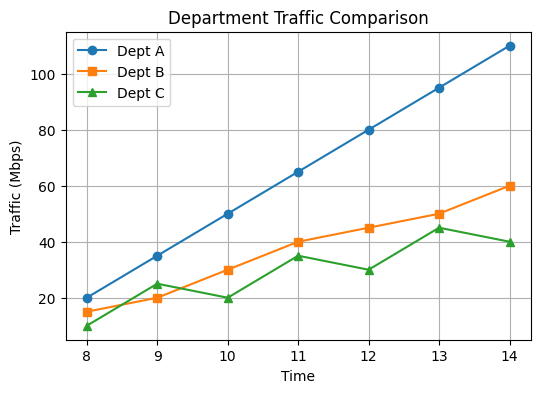 Department Traffic Comparison
Dept A
Dept B
Dept C
Traffic (Mbps)
100
80
60
40
20
8 9 10 11 12 13 14
Time